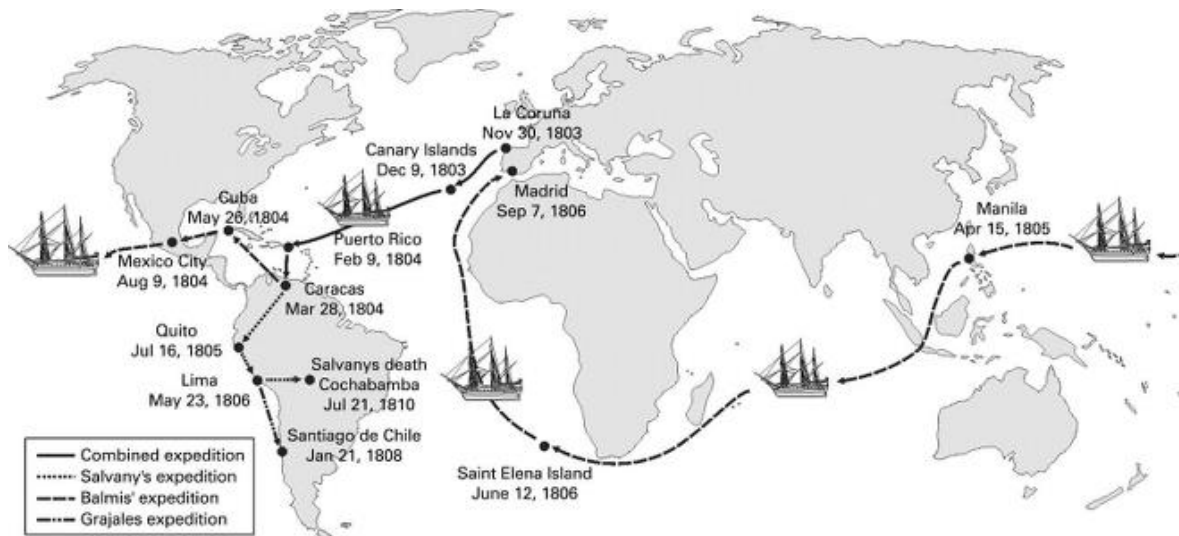 La Coruna
Nov 30, 1803
Canary Islands
Dec 9, 1803
Madrid
Sep 7, 1806
Cuba
May 26, 1804
Manila
Apr 15, 1805
Puerto Rico
Feb 9, 1804
Mexico City
Aug 9, 1804
Caracas
Mar 28, 1804
Quito
Jul 16, 1805
Salvanys death
Cochabamba
Jul 21, 1810
Lima
May 23, 1806
Santiago de Chile
Jan 21, 1808
Saint Elena Island
June 12, 1806
Combined expedition
Salvany's expedition
Balmis' expedition
Grajales expedition